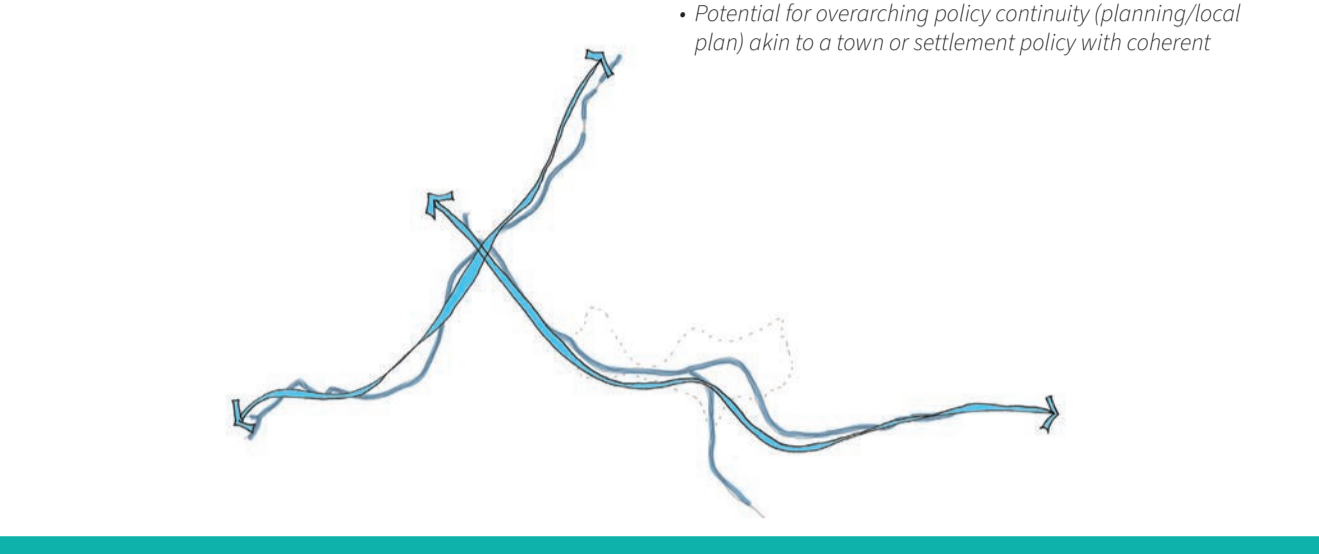 • Potential for overarching policy continuity (planning/local
plan) akin to a town or settlement policy with coherent